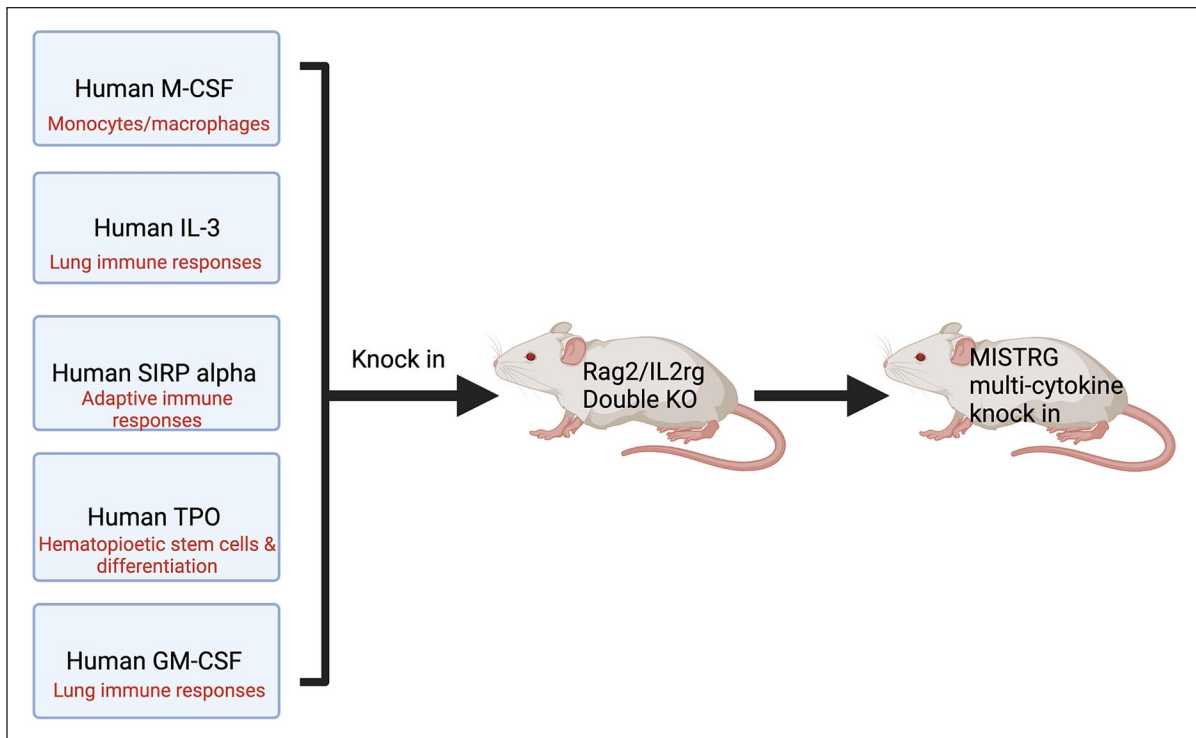 Human M-CSF
Monocytes/macrophages
Human IL-3
Lung immune responses
Human SIRP alpha
Adaptive immune
responses
Human TPO
Hematopioetic stem cells &
differentiation
Human GM-CSF
Lung immune responses
Knock in
Rag2/IL2rg
Double KO
MISTRG
multi-cytokine
knock in